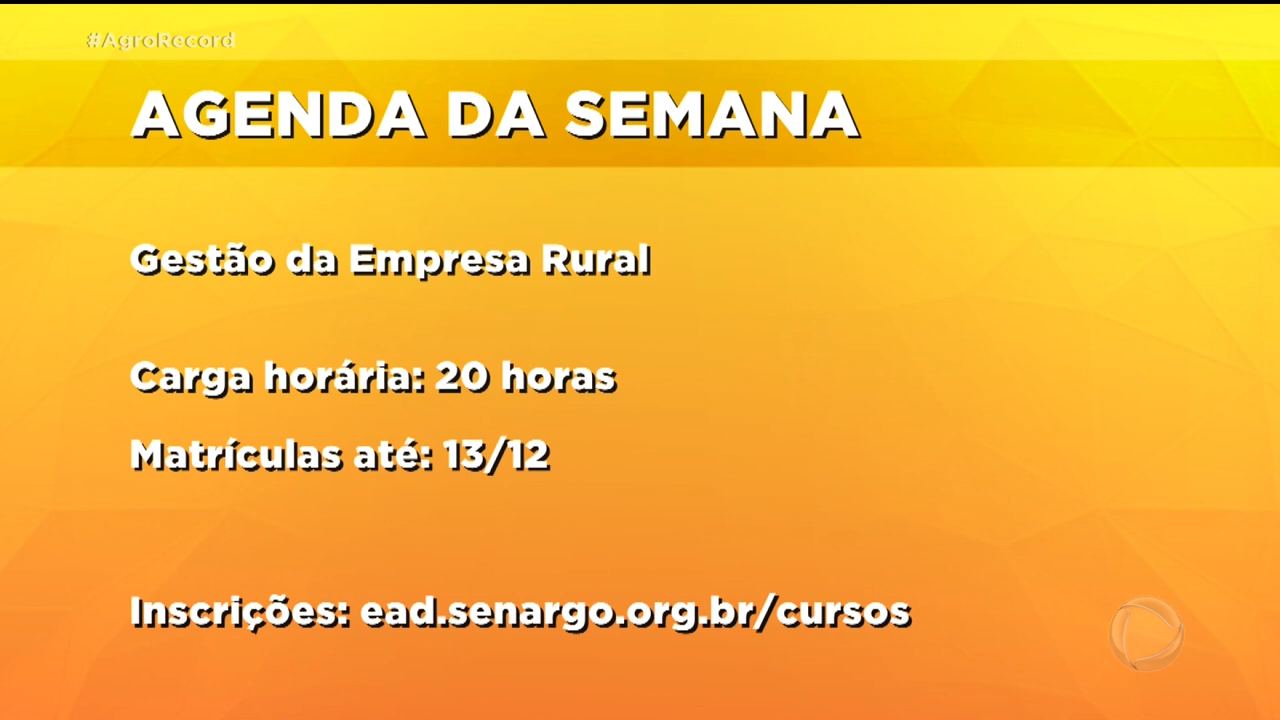 #AgroRecord
AGENDA DA SEMANA
Gestão da Empresa Rural
Carga horária: 20 horas
Matrículas até: 13/12
Inscrições: ead.senargo.org.br/cursos